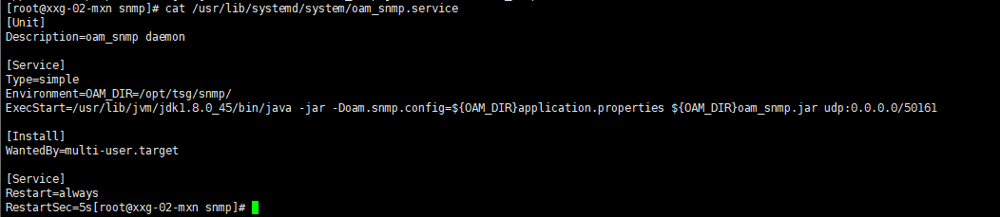 [root@xxg-02-mxn snmp]# cat /usr/lib/systemd/system/oam_snmp.service
[Unit]
Description=oam_snmp daemon
[Service]
Type=simple
Environment=OAM_DIR=/opt/tsg/snmp/
ExecStart=/usr/lib/jvm/jdk1.8.0_45/bin/java -jar -Doam.snmp.config=${OAM_DIR}application.properties ${OAM_DIR}oam_snmp.jar udp:0.0.0.0/50161
[Install]
WantedBy=multi-user.target
[Service]
Restart=always
RestartSec=5s[root@xxg-02-mxn snmp]#